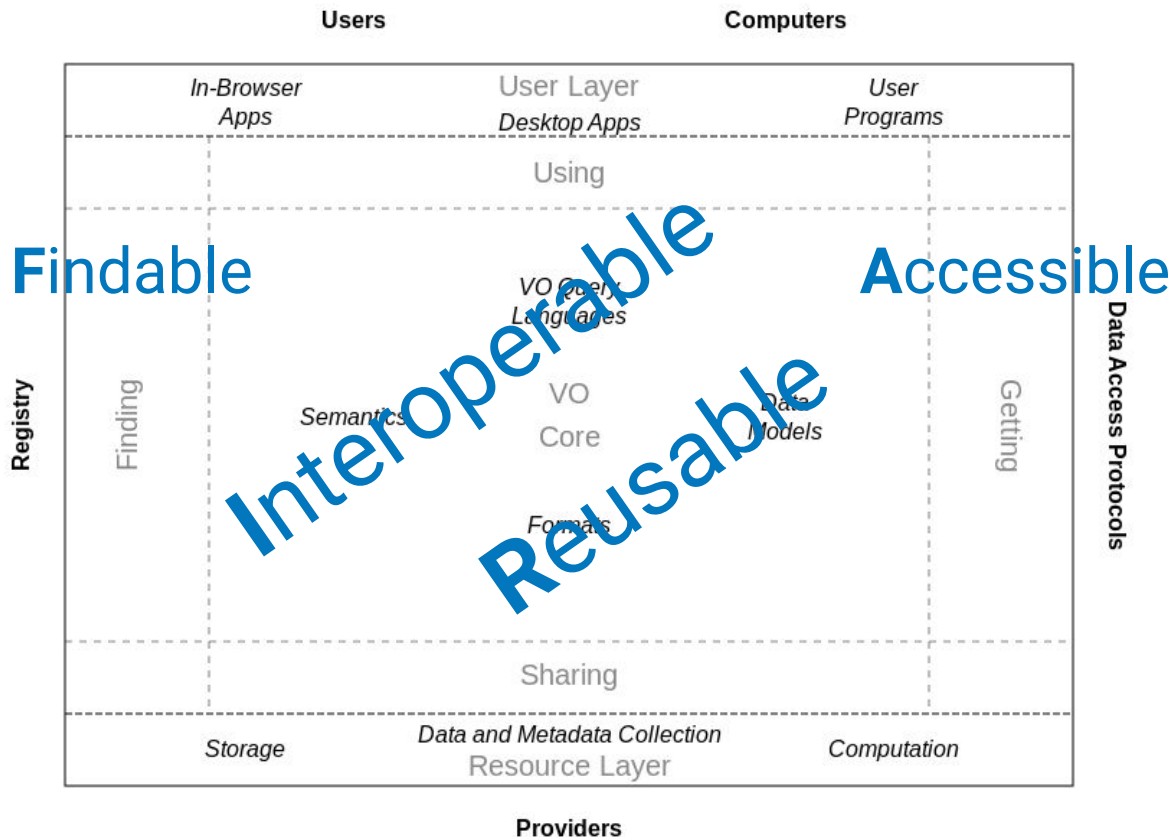 Users
Computers
In-Browser
Apps
User Layer
Desktop Apps
User
Programs
Using
Findable
Accessible
Interoperable
VO Query
Languages
Registry
Finding
Semantics
VO
Core
Data
Models
Getting
Data Access Protocols
Reusable
Formats
Sharing
Storage
Data and Metadata Collection
Resource Layer
Computation
Providers